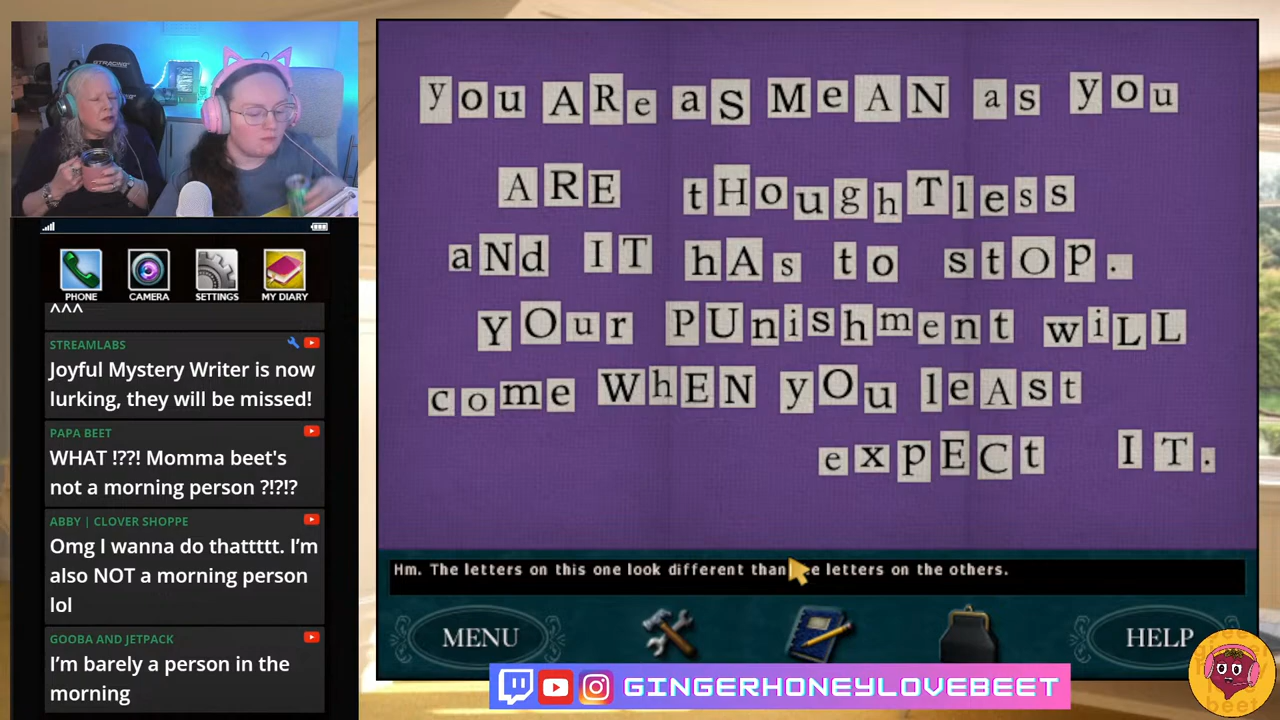 you ARe aS MeAN as you
ARE tHoughTless
aNd IT hAs to stOP.
YOur PUnishment wiLL
come WhEN yOu leAst
expECt IT.
Hm. The letters on this one look different than e letters on the others.
MENU
HELP
GINGERHONEYLOVEBEET
PHONE
CAMERA
SETTINGS
MY DIARY
^^^
STREAMLABS
Joyful Mystery Writer is now
lurking, they will be missed!
PAPA BEET
WHAT !??! Momma beet's
not a morning person ?!?!?
ABBY | CLOVER SHOPPE
Omg I wanna do thattttt. I’m
also NOT a morning person
lol
GOOBA AND JETPACK
I’m barely a person in the
morning